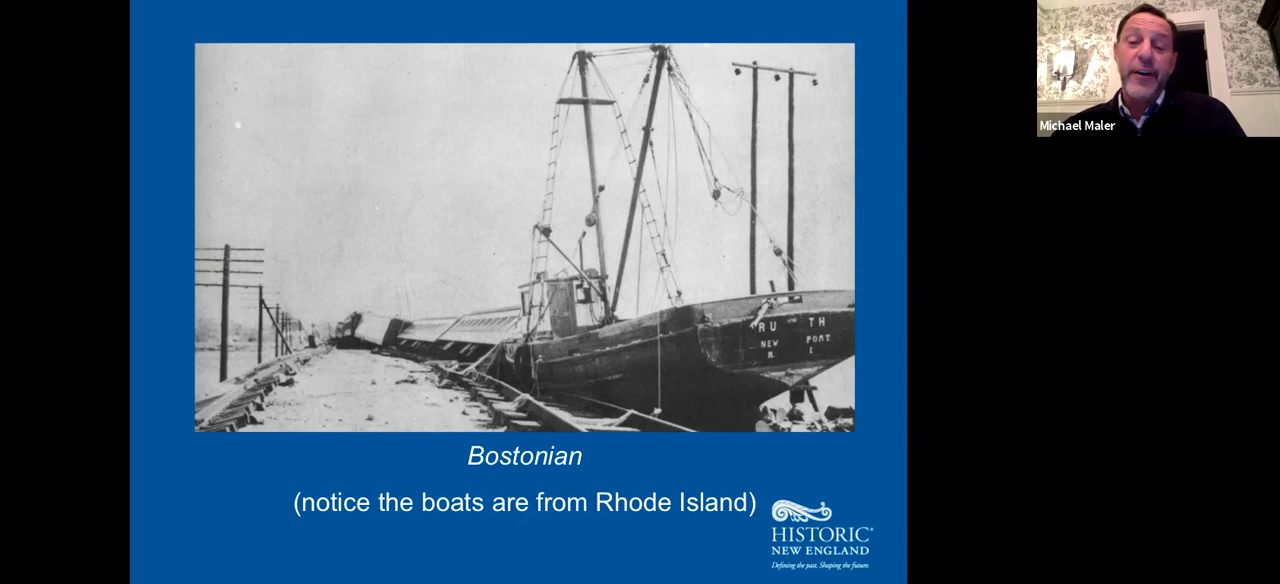 RU TH
NEW PORT
R I
Bostonian
(notice the boats are from Rhode Island)
HISTORIC®
NEW ENGLAND
Defining the past. Shaping the future.
Michael Maler